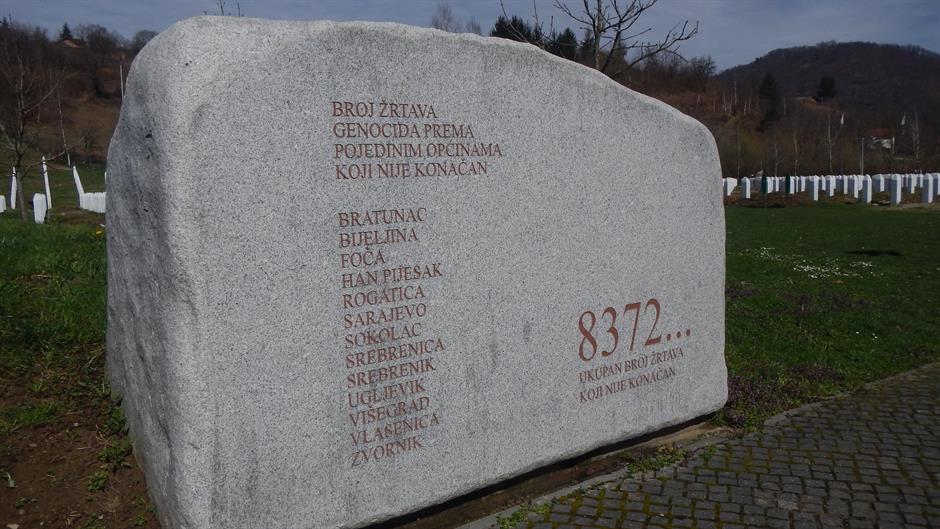 BROJ ŽRTAVA
GENOCIDA PREMA
POJEDINIM OPĆINAMA
KOJI NIJE KONAČAN
BRATUNAC
BIJELJINA
FOČA
HAN PIJESAK
ROGATICA
SARAJEVO
SOKOLAC
SREBRENICA
SREBRENIK
UGLJEVIK
VIŠEGRAD
VLASENICA
ZVORNIK
8372...
UKUPAN BROJ ŽRTAVA
KOJI NIJE KONAČAN